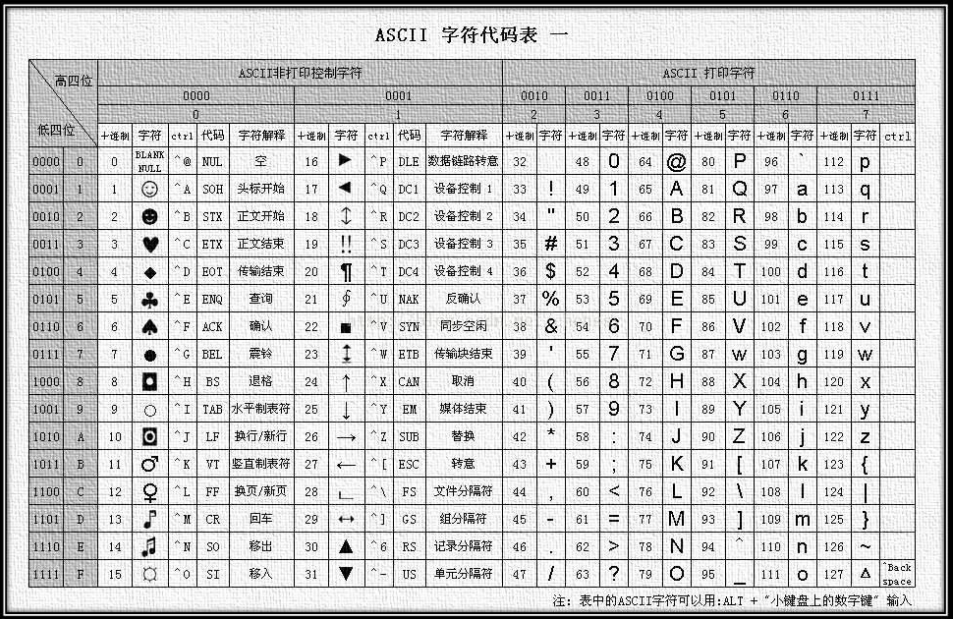 ASCII 字符代码表 一
高四位 ASCII非打印控制字符 ASCII 打印字符
0000 0001 0010 0011 0100 0101 0110 0111
0 1 2 3 4 5 6 7
低四位 十进制 字符 ctrl 代码 字符解释 十进制 字符 ctrl 代码 字符解释 十进制 字符 十进制 字符 十进制 字符 十进制 字符 十进制 字符 十进制 字符 ctrl
0000 0 0 BLANK NULL ^@ NUL 空 16 ► ^P DLE 数据链路转意 32 48 0 64 @ 80 P 96 ` 112 p
0001 1 1 ☺ ^A SOH 头标开始 17 ◄ ^Q DC1 设备控制 1 33 ! 49 1 65 A 81 Q 97 a 113 q
0010 2 2 ☻ ^B STX 正文开始 18 ↕ ^R DC2 设备控制 2 34 " 50 2 66 B 82 R 98 b 114 r
0011 3 3 ♥ ^C ETX 正文结束 19 !! ^S DC3 设备控制 3 35 # 51 3 67 C 83 S 99 c 115 s
0100 4 4 ◆ ^D EOT 传输结束 20 ¶ ^T DC4 设备控制 4 36 $ 52 4 68 D 84 T 100 d 116 t
0101 5 5 ♣ ^E ENQ 查询 21 ∮ ^U NAK 反确认 37 % 53 5 69 E 85 U 101 e 117 u
0110 6 6 ♠ ^F ACK 确认 22 ■ ^V SYN 同步空闲 38 & 54 6 70 F 86 V 102 f 118 v
0111 7 7 ● ^G BEL 震铃 23 ↨ ^W ETB 传输块结束 39 ' 55 7 71 G 87 w 103 g 119 w
1000 8 8 ◘ ^H BS 退格 24 ↑ ^X CAN 取消 40 ( 56 8 72 H 88 X 104 h 120 x
1001 9 9 ○ ^I TAB 水平制表符 25 ↓ ^Y EM 媒体结束 41 ) 57 9 73 I 89 Y 105 i 121 y
1010 A 10 ◙ ^J LF 换行/新行 26 → ^Z SUB 替换 42 * 58 : 74 J 90 Z 106 j 122 z
1011 B 11 ♂ ^K VT 竖直制表符 27 ← ^[ ESC 转意 43 + 59 ; 75 K 91 [ 107 k 123 {
1100 C 12 ♀ ^L FF 换页/新页 28 ∟ ^\ FS 文件分隔符 44 , 60 < 76 L 92 \ 108 l 124 |
1101 D 13 ♪ ^M CR 回车 29 ↔ ^] GS 组分隔符 45 - 61 = 77 M 93 ] 109 m 125 }
1110 E 14 ♫ ^N SO 移出 30 ▲ ^6 RS 记录分隔符 46 . 62 > 78 N 94 ^ 110 n 126 ~
1111 F 15 ☼ ^O SI 移入 31 ▼ ^- US 单元分隔符 47 / 63 ? 79 O 95 _ 111 o 127 Δ ^Back space
注: 表中的ASCII字符可以用:ALT + "小键盘上的数字键" 输入